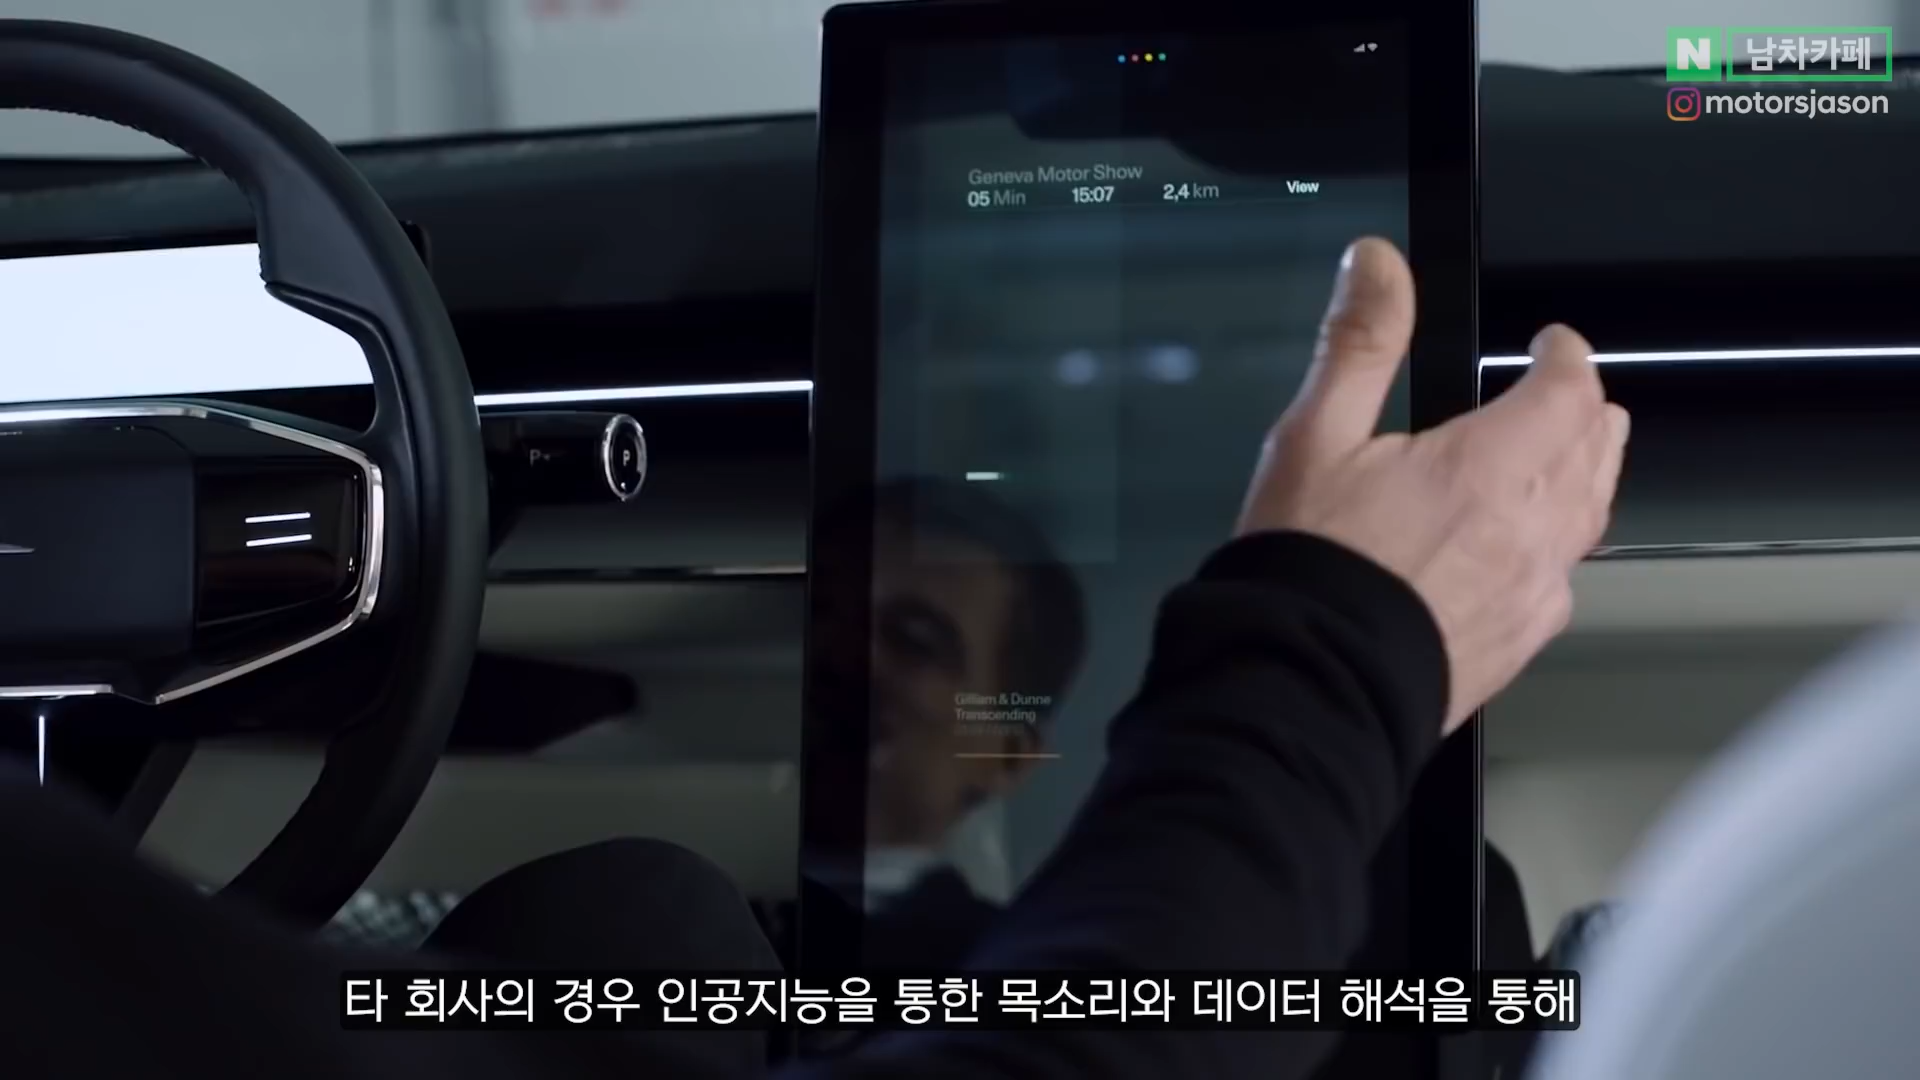 N 남차카페
motorsjason
Geneva Motor Show
05 Min 15:07 2,4 km View
P
P
Gilliam & Dunne
Transcending
타 회사의 경우 인공지능을 통한 목소리와 데이터 해석을 통해